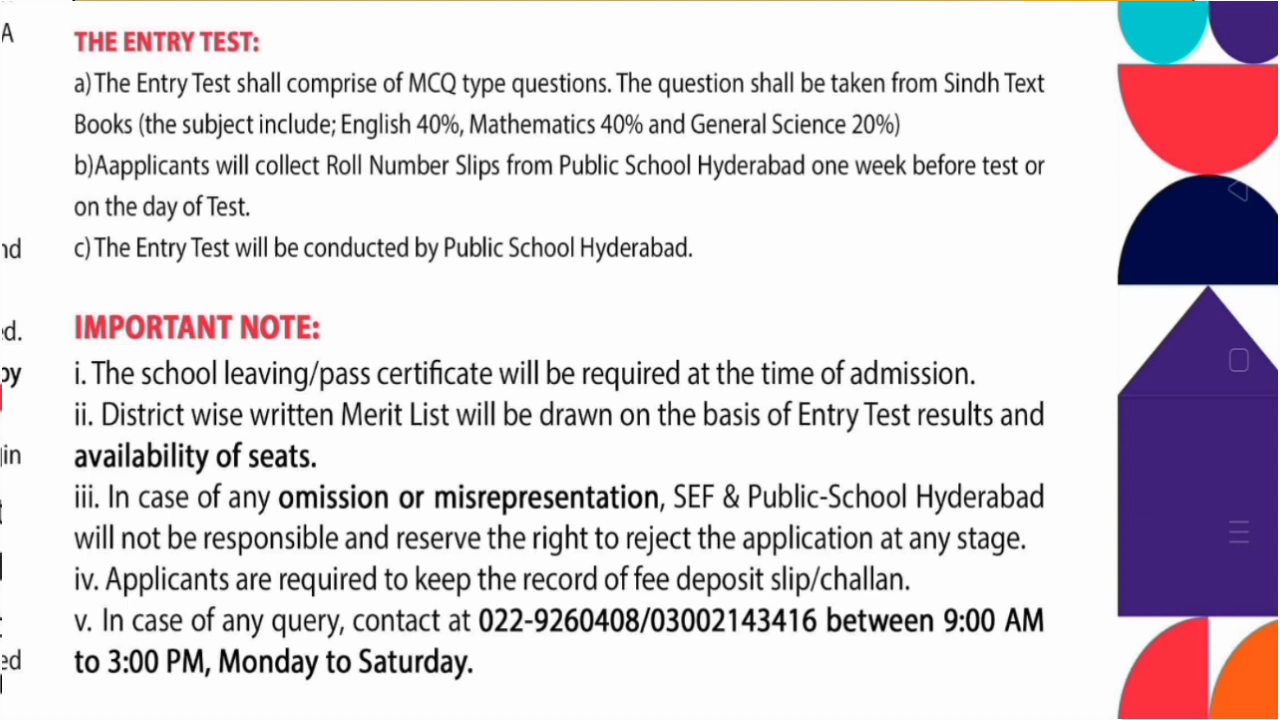 THE ENTRY TEST:
a) The Entry Test shall comprise of MCQ type questions. The question shall be taken from Sindh Text
Books (the subject include; English 40%, Mathematics 40% and General Science 20%)
b)Aapplicants will collect Roll Number Slips from Public School Hyderabad one week before test or
on the day of Test.
c) The Entry Test will be conducted by Public School Hyderabad.
IMPORTANT NOTE:
i. The school leaving/pass certificate will be required at the time of admission.
ii. District wise written Merit List will be drawn on the basis of Entry Test results and
availability of seats.
iii. In case of any omission or misrepresentation, SEF & Public-School Hyderabad
will not be responsible and reserve the right to reject the application at any stage.
iv. Applicants are required to keep the record of fee deposit slip/challan.
v. In case of any query, contact at 022-9260408/03002143416 between 9:00 AM
to 3:00 PM, Monday to Saturday.